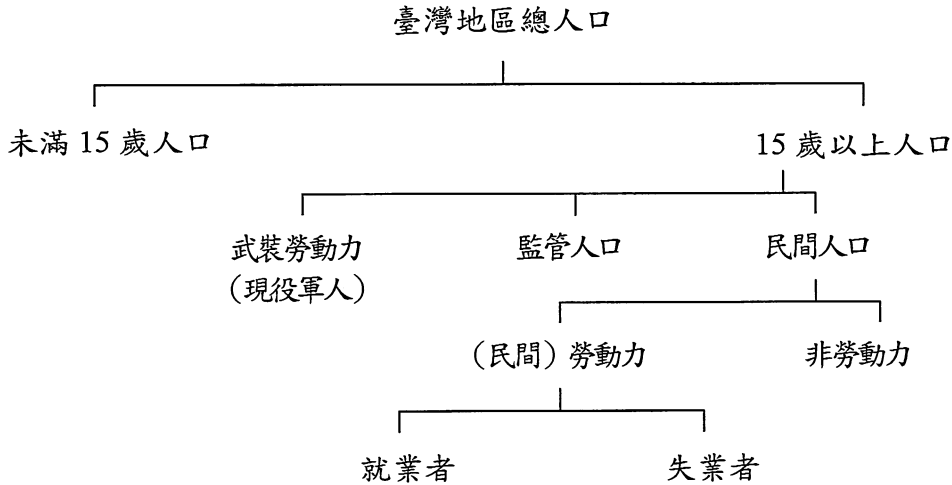 臺灣地區總人口
未滿 15 歲人口 15 歲以上人口
武裝勞動力 監管人口 民間人口
（現役軍人）
（民間）勞動力 非勞動力
就業者 失業者